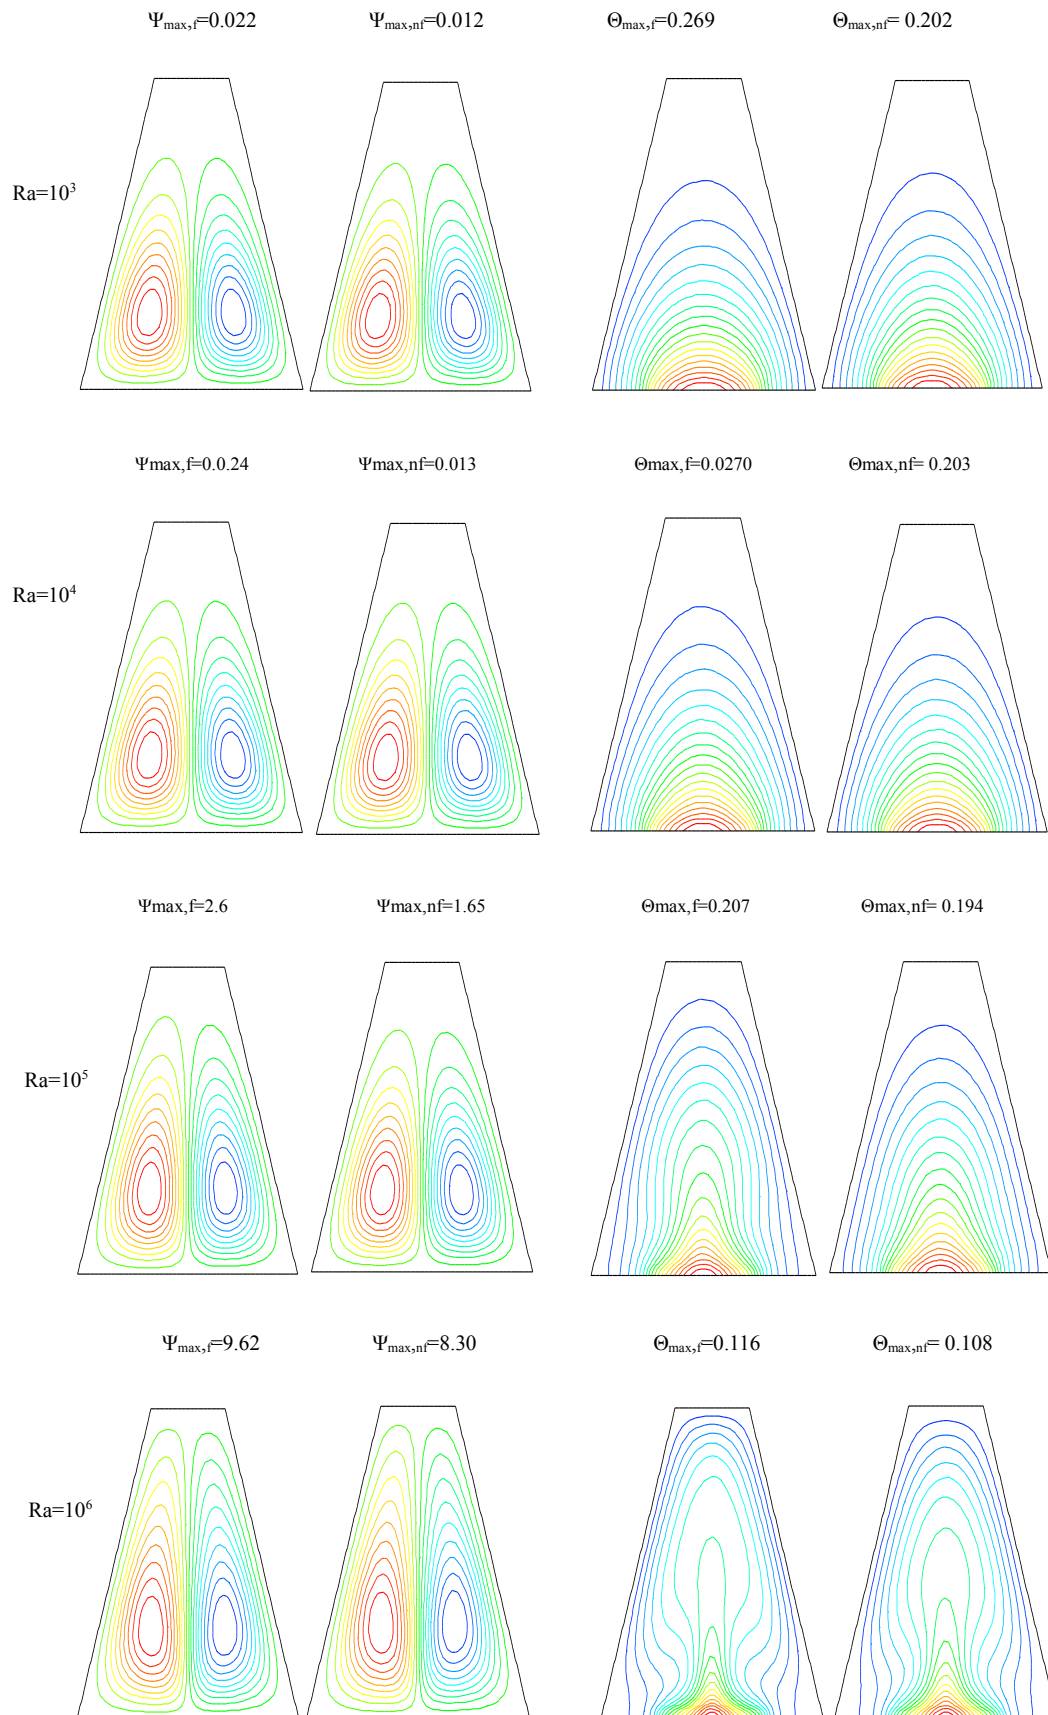 Ψmax,f=0.022 Ψmax,nf=0.012 Θmax,f=0.269 Θmax,nf= 0.202
Ra=10³
Ψmax,f=0.0.24 Ψmax,nf=0.013 Θmax,f=0.0270 Θmax,nf= 0.203
Ra=10⁴
Ψmax,f=2.6 Ψmax,nf=1.65 Θmax,f=0.207 Θmax,nf= 0.194
Ra=10⁵
Ψmax,f=9.62 Ψmax,nf=8.30 Θmax,f=0.116 Θmax,nf= 0.108
Ra=10⁶